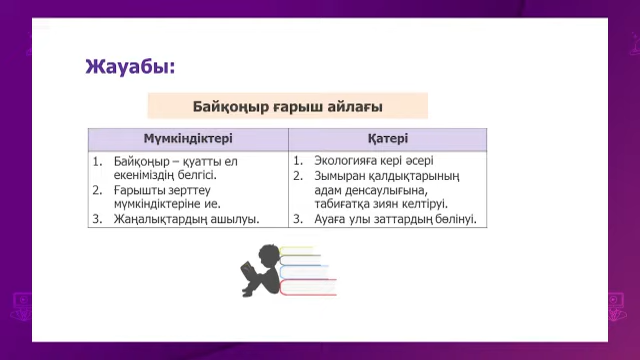 Жауабы:
Байқоңыр ғарыш айлағы
Мүмкіндіктері
Қатері
1. Байқоңыр – қуатты ел
екеніміздің белгісі.
2. Ғарышты зерттеу
мүмкіндіктеріне ие.
3. Жаңалықтардың ашылуы.
1. Экологияға кері әсері
2. Зымыран қалдықтарының
адам денсаулығына,
табиғатқа зиян келтіруі.
3. Ауаға улы заттардың бөлінуі.